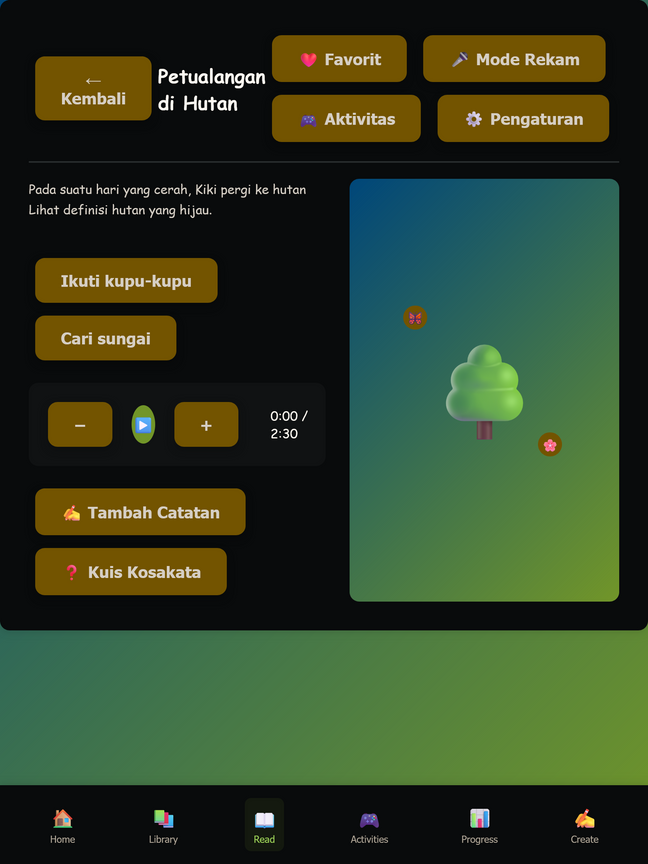 ←
Kembali
Petualangan
di Hutan
Favorit
Mode Rekam
Aktivitas
Pengaturan
Pada suatu hari yang cerah, Kiki pergi ke hutan
Lihat definisi hutan yang hijau.
Ikuti kupu-kupu
Cari sungai
−
+
0:00 /
2:30
Tambah Catatan
Kuis Kosakata
Home
Library
Read
Activities
Progress
Create